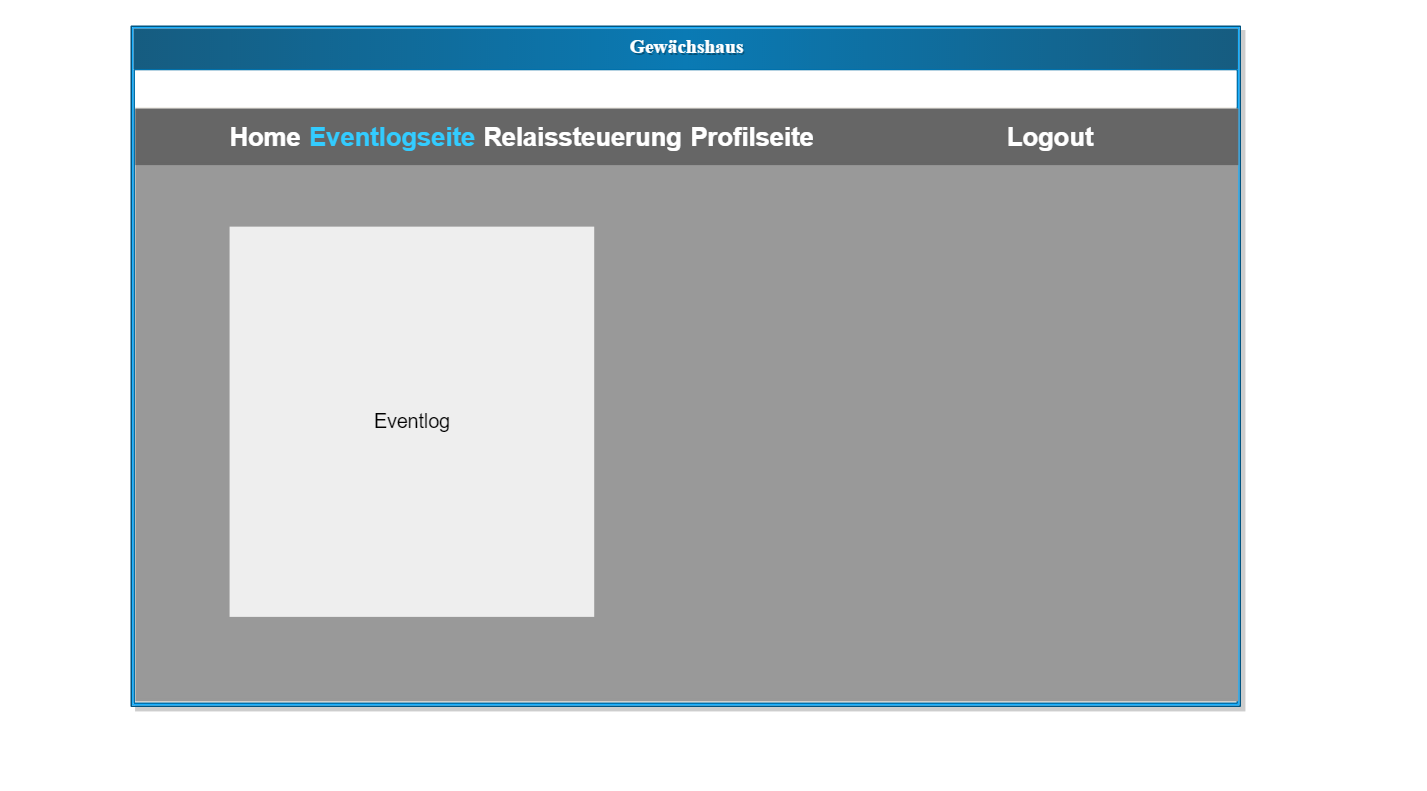 Gewächshaus
Home Eventlogseite Relaissteuerung Profilseite Logout
Eventlog